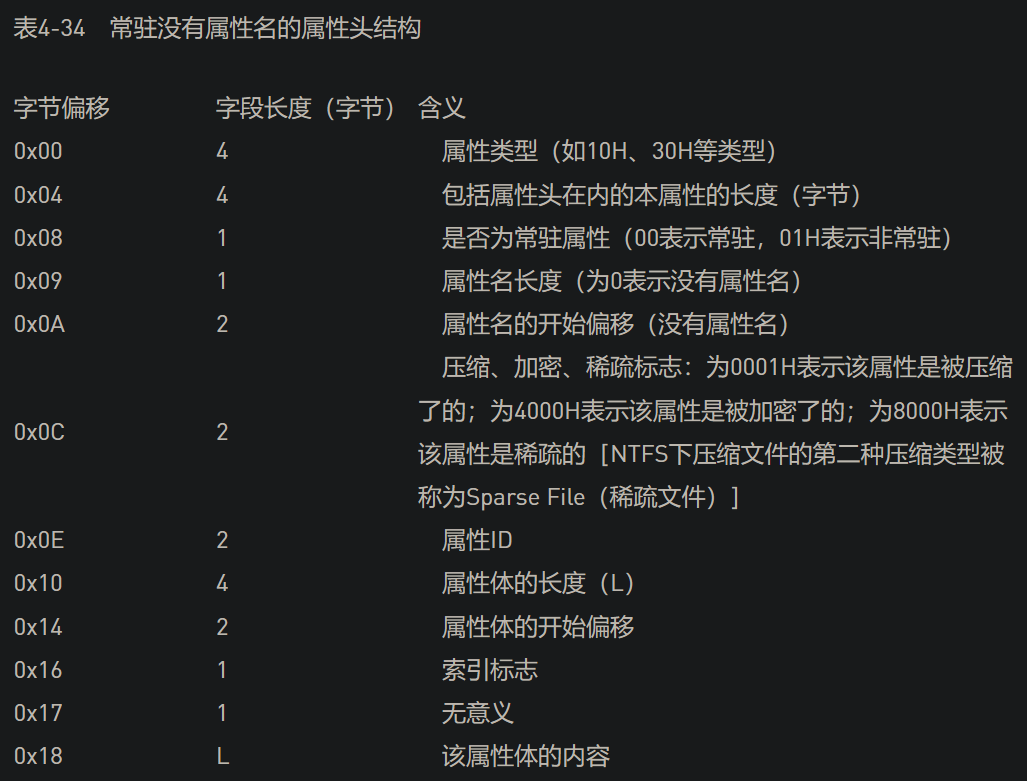 表4-34 常驻没有属性名的属性头结构
字节偏移 字段长度（字节） 含义
0x00 4 属性类型（如10H、30H等类型）
0x04 4 包括属性头在内的本属性的长度（字节）
0x08 1 是否为常驻属性（00表示常驻，01H表示非常驻）
0x09 1 属性名长度（为0表示没有属性名）
0x0A 2 属性名的开始偏移（没有属性名）
压缩、加密、稀疏标志：为0001H表示该属性是被压缩
了的；为4000H表示该属性是被加密了的；为8000H表示
0x0C 2 该属性是稀疏的［NTFS下压缩文件的第二种压缩类型被
称为Sparse File（稀疏文件）］
0x0E 2 属性ID
0x10 4 属性体的长度（L）
0x14 2 属性体的开始偏移
0x16 1 索引标志
0x17 1 无意义
0x18 L 该属性体的内容